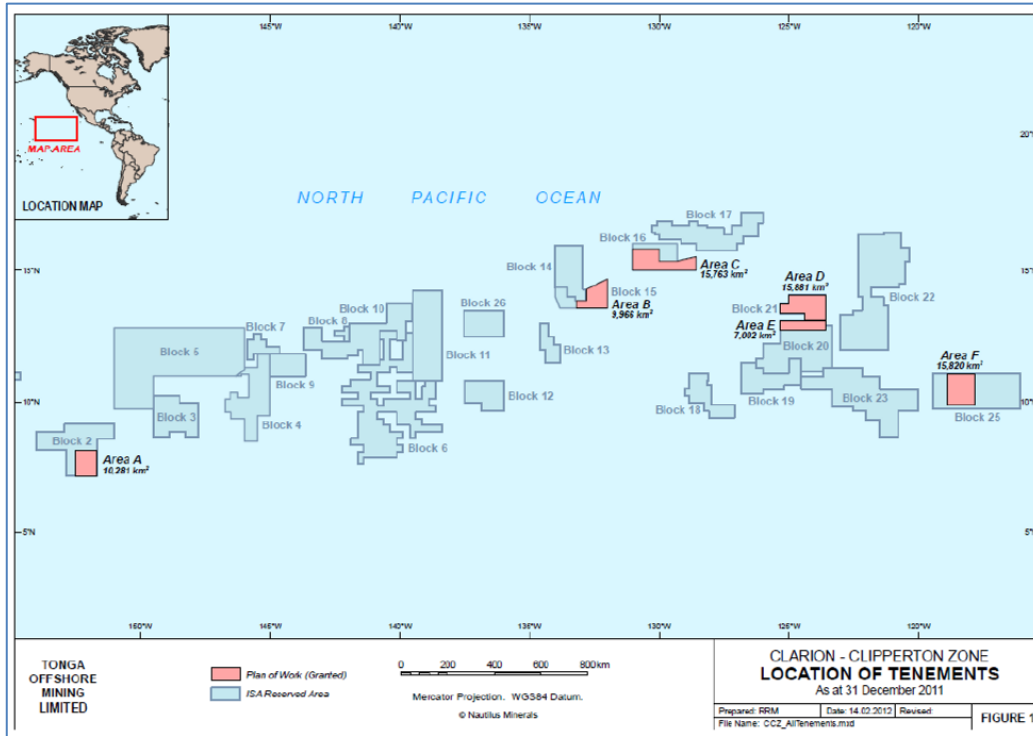 150°W 145°W 140°W 135°W 130°W 125°W 120°W
20°N
MAP AREA
LOCATION MAP
NORTH PACIFIC OCEAN
Block 17
Block 16
15°N
Block 14
Area C
15,763 km²
15°N
Block 15
Area B
9,966 km²
Area D
15,881 km²
Block 21
Block 22
Area E
7,002 km²
Block 26
Block 10
Block 8
Block 7
Block 5
Block 11
Block 13
Block 20
Block 9
Area F
15,820 km²
Block 12
10°N
Block 3
Block 4
Block 18
Block 19
Block 23
Block 25
Block 2
Block 6
Area A
10,281 km²
5°N
150°W 145°W 140°W 135°W 130°W 125°W 120°W
TONGA
OFFSHORE
MINING
LIMITED
Plan of Work (Granted)
ISA Reserved Area
0 200 400 600 800km
Mercator Projection. WGS84 Datum.
© Nautilus Minerals
CLARION - CLIPPERTON ZONE
LOCATION OF TENEMENTS
As at 31 December 2011
Prepared: RRM Date: 14.02.2012 Revised:
File Name: CCZ_AllTenements.mxd
FIGURE 1